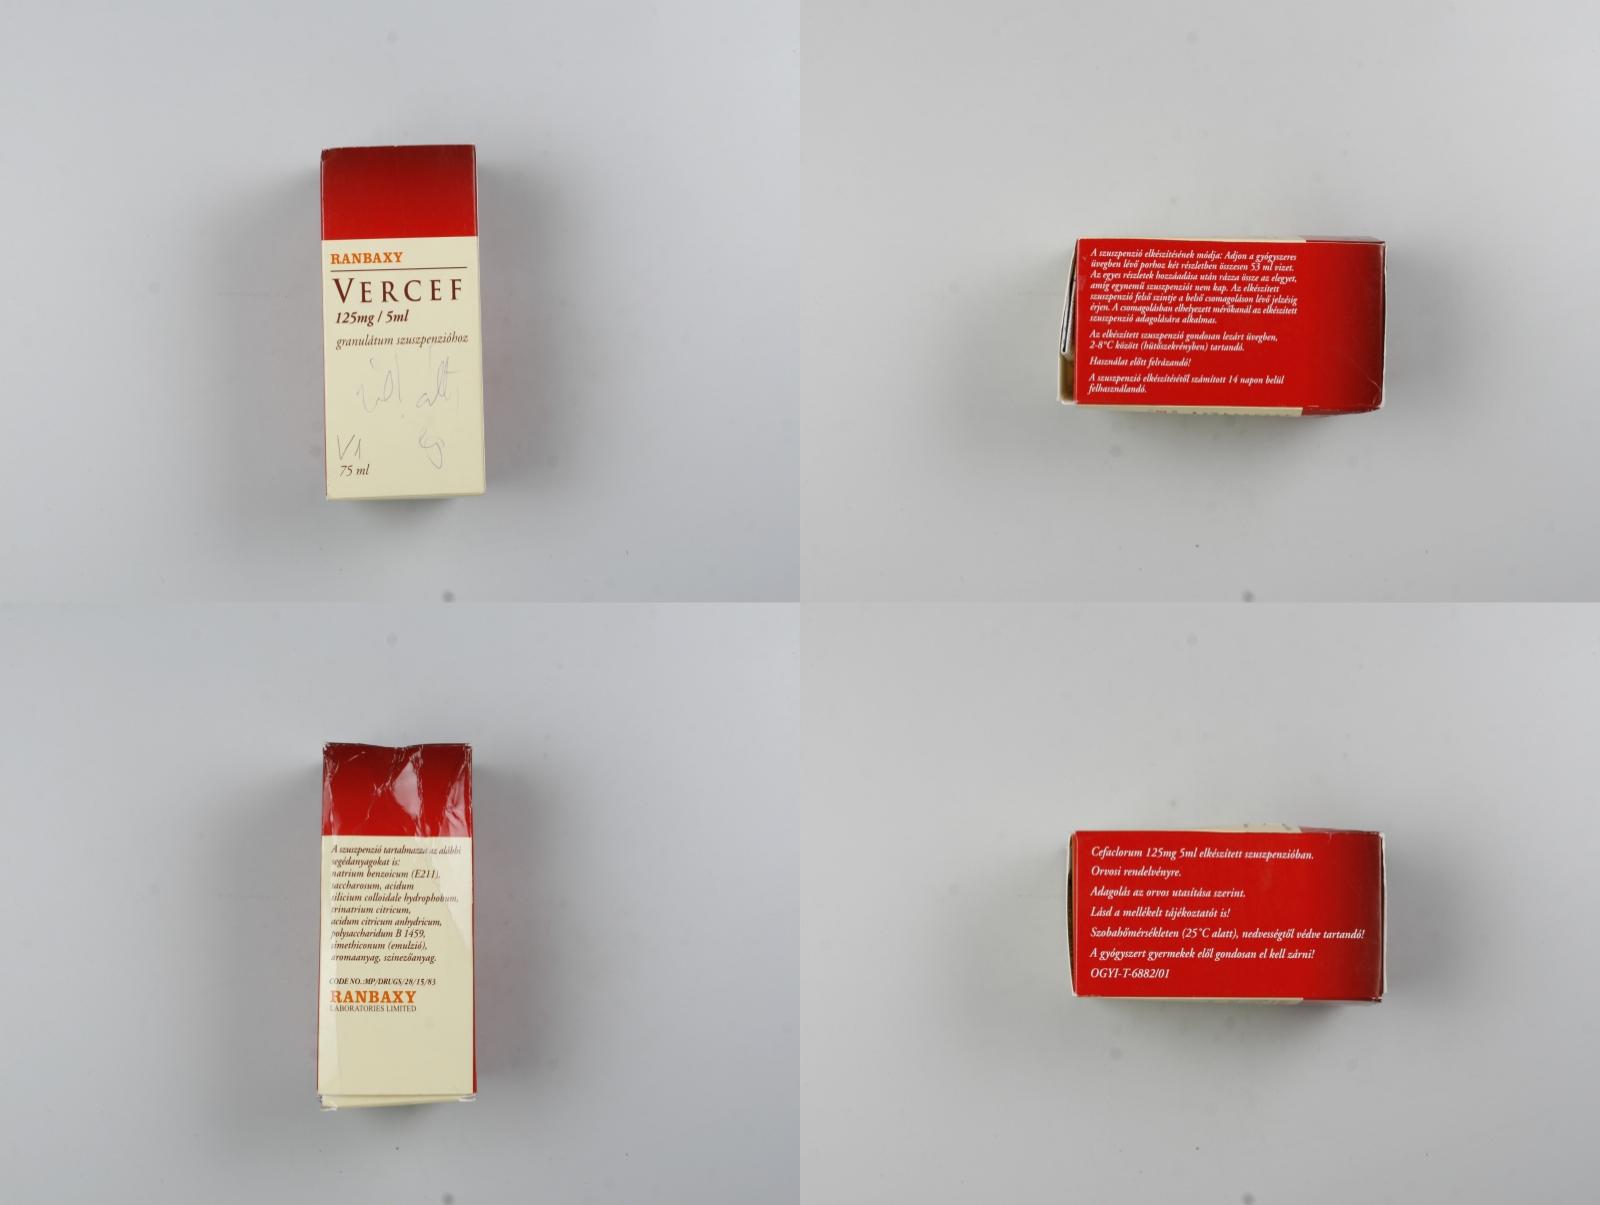 RANBAXY
VERCEF
125mg / 5ml
granulátum szuszpenzióhoz
V1
75 ml
A szuszpenzió elkészítésének módja: Adjon a gyógyszeres
üvegben lévő porhoz két részletben összesen 53 ml vizet.
Az egyes részletek hozzáadása után rázza össze az elegyet,
amíg egynemű szuszpenziót nem kap. Az elkészített
szuszpenzió felső szintje a belső csomagoláson lévő jelzésig
érjen. A csomagolásban elhelyezett mérőkanál az elkészített
szuszpenzió adagolására alkalmas.
Az elkészített szuszpenzió gondosan lezárt üvegben,
2-8°C között (hűtőszekrényben) tartandó.
Használat előtt felrázandó!
A szuszpenzió elkészítésétől számított 14 napon belül
felhasználandó.
A szuszpenzió tartalmazza az alábbi
segédanyagokat is:
natrium benzoicum (E211),
saccharosum, acidum
silicium colloidale hydrophobum,
trinatrium citricum,
acidum citricum anhydricum,
polysaccharidum B 1459,
simethiconum (emulzió),
aromaanyag, szinezőanyag.
CODE NO.:MP/DRUGS/28/15/83
RANBAXY
LABORATORIES LIMITED
Cefaclorum 125mg 5ml elkészített szuszpenzióban.
Orvosi rendelvényre.
Adagolás az orvos utasítása szerint.
Lásd a mellékelt tájékoztatót is!
Szobahőmérsékleten (25°C alatt), nedvességtől védve tartandó!
A gyógyszert gyermekek elől gondosan el kell zárni!
OGYI-T-6882/01